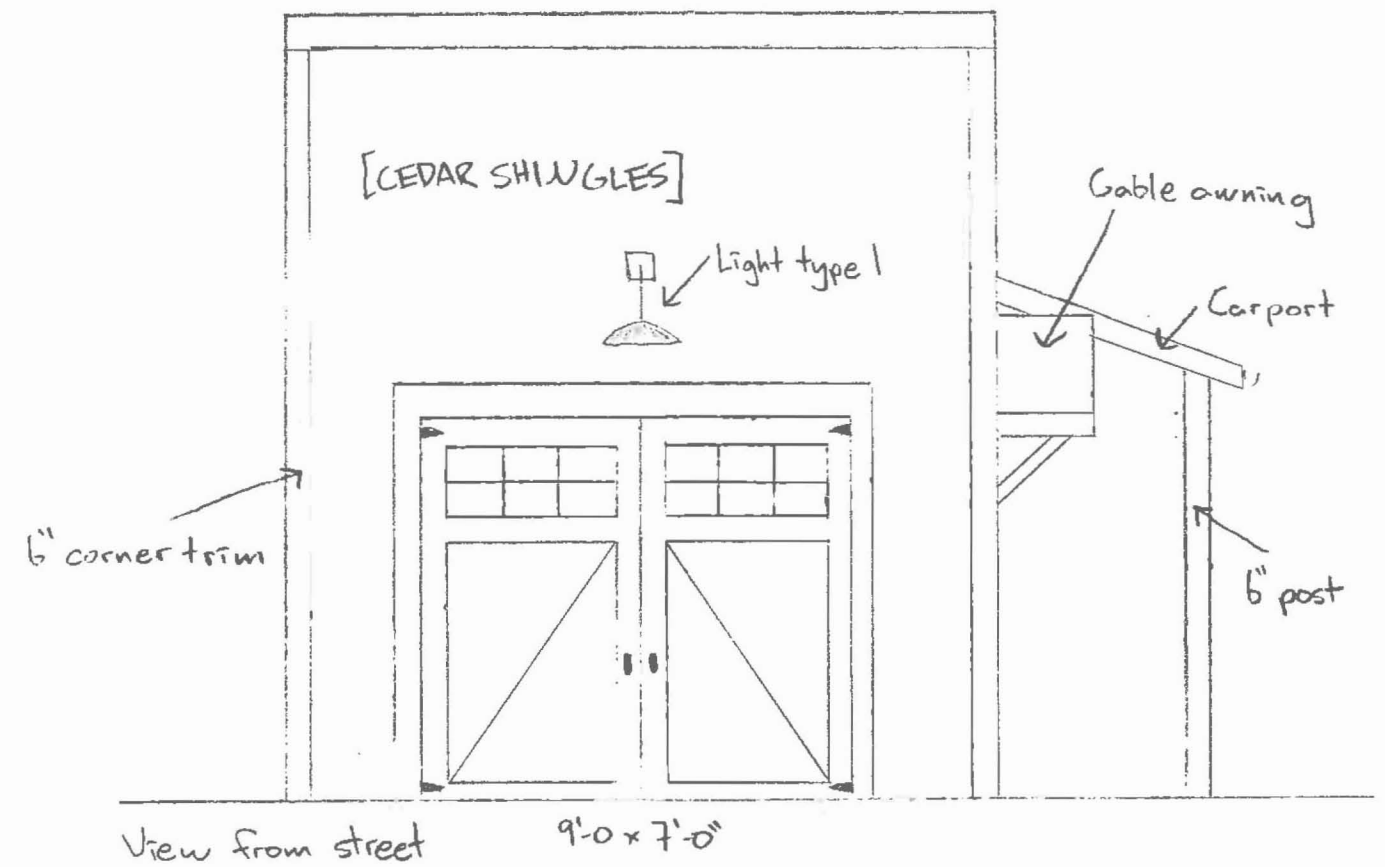 [CEDAR SHINGLES]
Gable awning
Light type 1
Carport
6" corner trim
6" post
View from street
9'-0 x 7'-0"